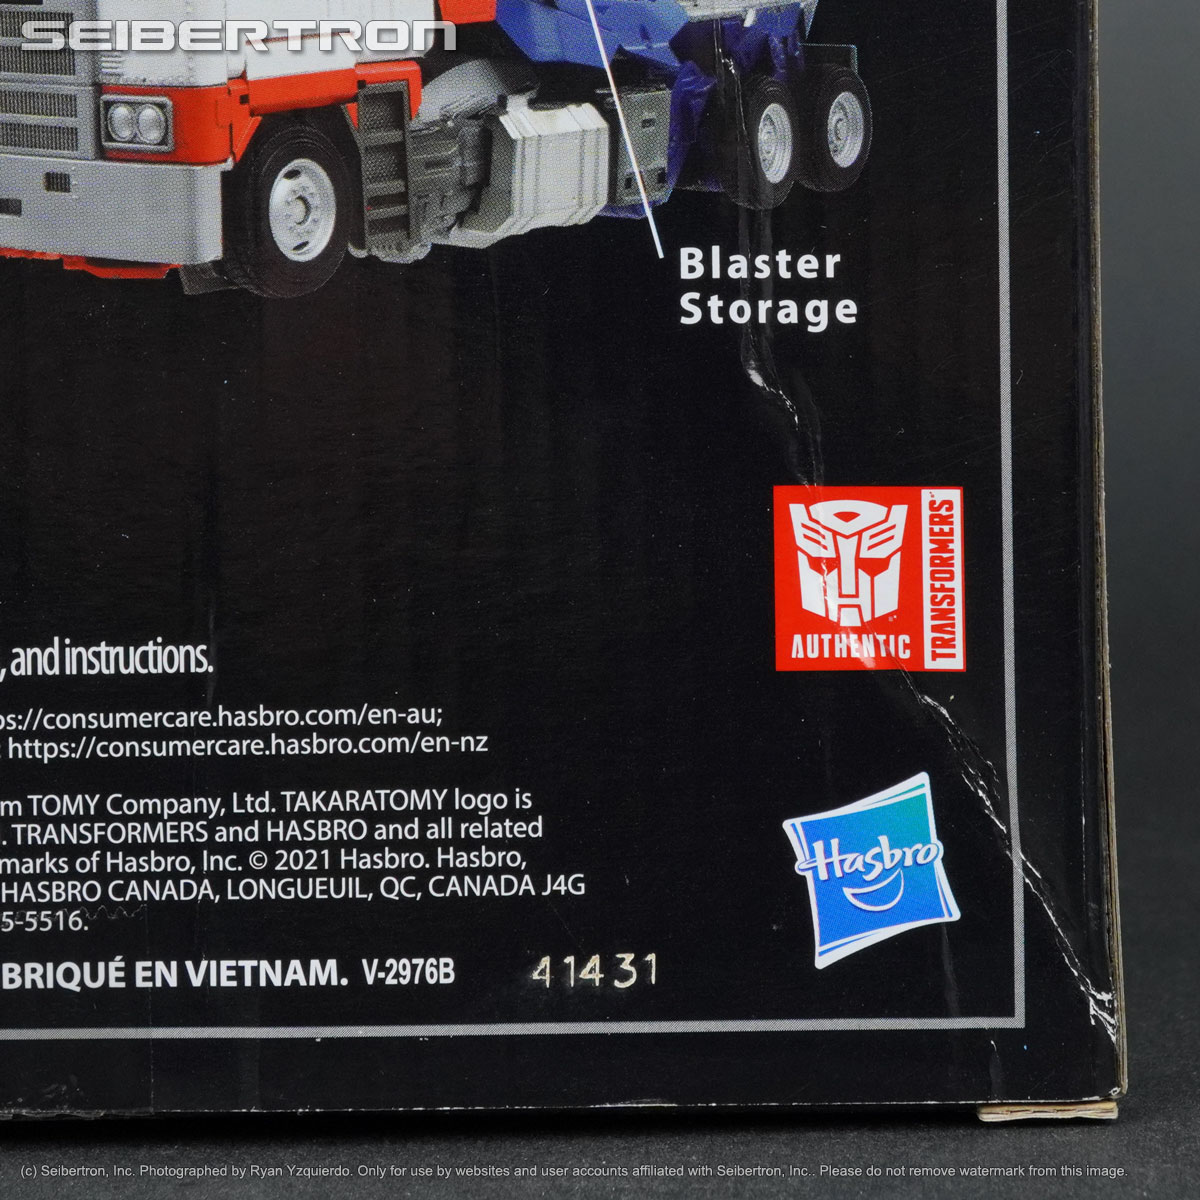 SEIBERTRON
Blaster
Storage
AUTHENTIC
TRANSFORMERS
, and instructions.
ps://consumercare.hasbro.com/en-au;
: https://consumercare.hasbro.com/en-nz
m TOMY Company, Ltd. TAKARATOMY logo is
. TRANSFORMERS and HASBRO and all related
marks of Hasbro, Inc. © 2021 Hasbro. Hasbro,
HASBRO CANADA, LONGUEUIL, QC, CANADA J4G
5-5516.
Hasbro
BRIQUÉ EN VIETNAM. V-2976B 41431
(c) Seibertron, Inc. Photographed by Ryan Yzquierdo. Only for use by websites and user accounts affiliated with Seibertron, Inc.. Please do not remove watermark from this image.